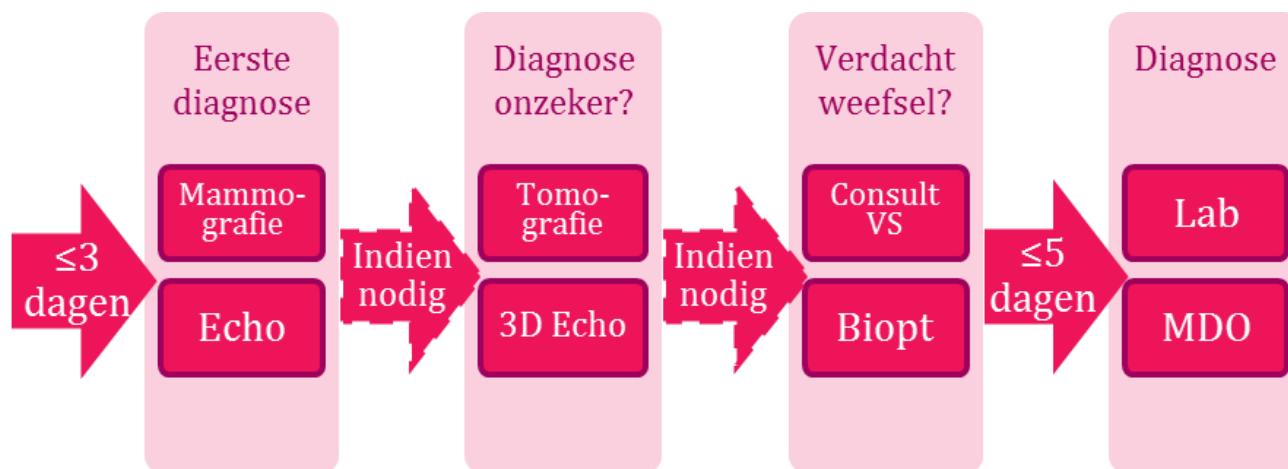 Eerste
diagnose
Mammo-
grafie
Echo
Diagnose
onzeker?
Tomo-
grafie
3D Echo
Verdacht
weefsel?
Consult
VS
Biopt
Diagnose
Lab
MDO
≤3
dagen
Indien
nodig
Indien
nodig
≤5
dagen